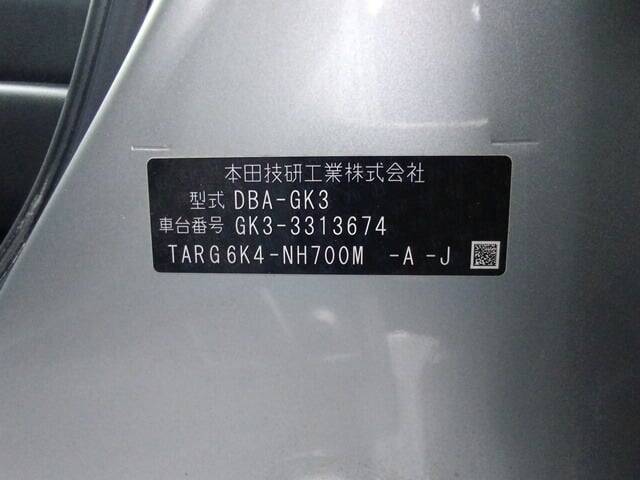 本田技研工業株式会社
型式 DBA-GK3
車台番号 GK3-3313674
TARG6K4-NH700M -A-J